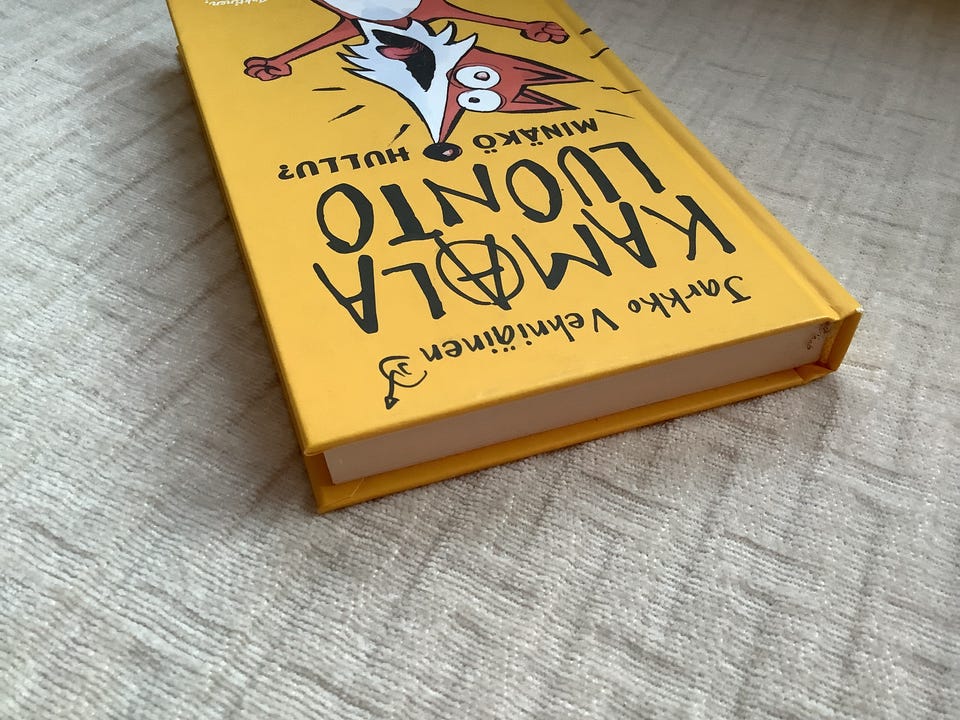 Jarkko Vehniäinen
KAMALA
LUONTO
MINÄKÖ HULLU?